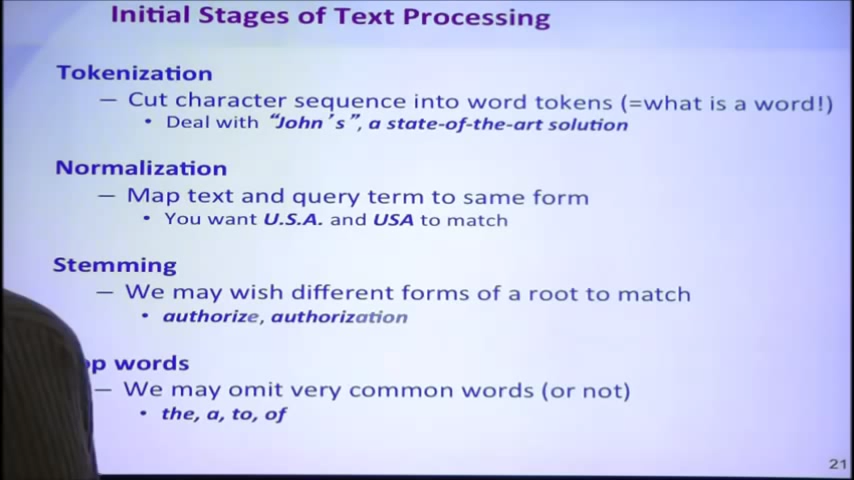 Initial Stages of Text Processing
Tokenization
— Cut character sequence into word tokens (=what is a word!)
• Deal with “John’s”, a state-of-the-art solution
Normalization
— Map text and query term to same form
• You want U.S.A. and USA to match
Stemming
— We may wish different forms of a root to match
• authorize, authorization
words
— We may omit very common words (or not)
• the, a, to, of
21